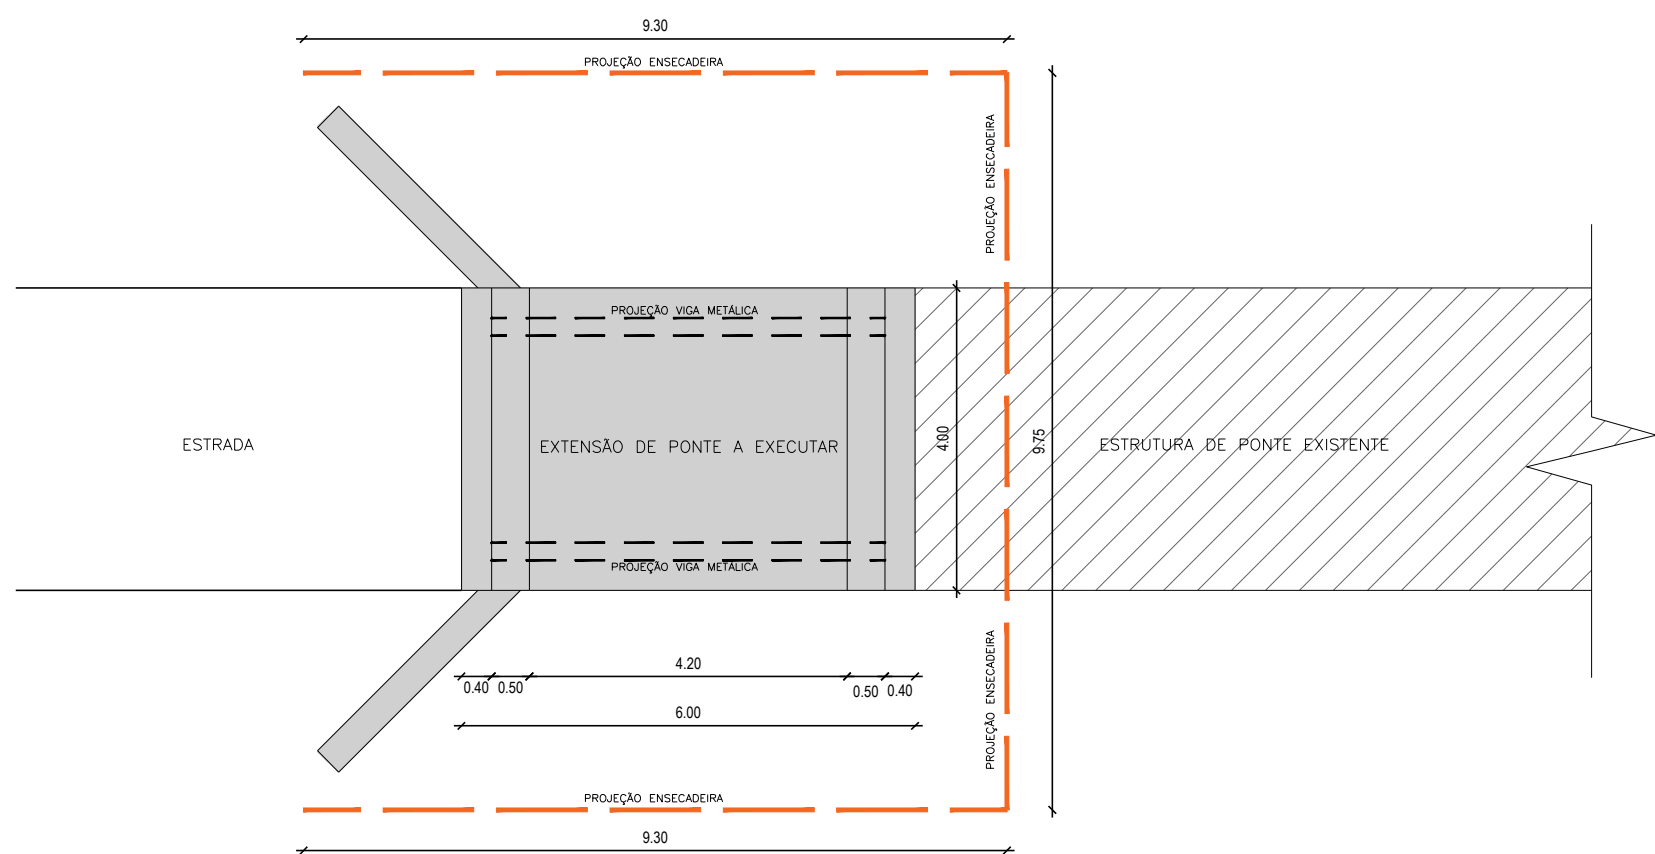 9.30
PROJEÇÃO ENSECADEIRA
PROJEÇÃO ENSECADEIRA
PROJEÇÃO VIGA METÁLICA
ESTRADA
EXTENSÃO DE PONTE A EXECUTAR
4.00
9.75
ESTRUTURA DE PONTE EXISTENTE
PROJEÇÃO VIGA METÁLICA
PROJEÇÃO ENSECADEIRA
4.20
0.40
0.50
0.50
0.40
6.00
PROJEÇÃO ENSECADEIRA
9.30